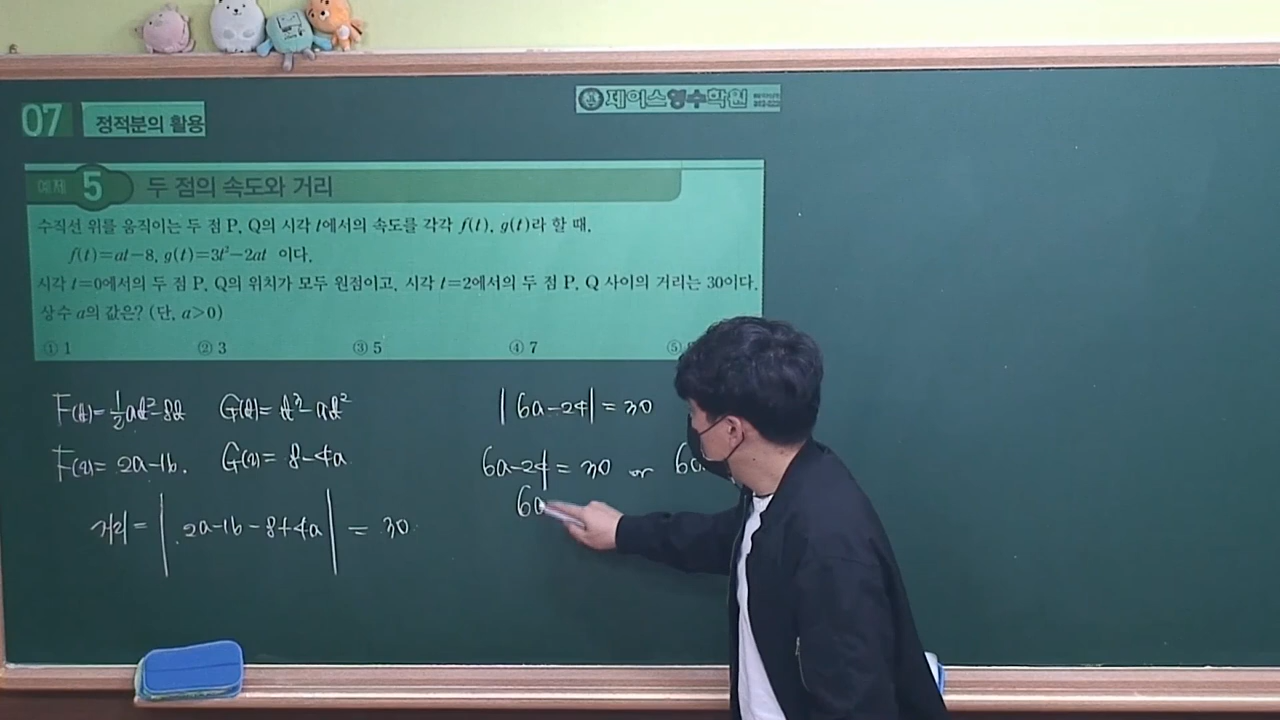 07 정적분의 활용
제이스영수학원
예제 5 두 점의 속도와 거리
수직선 위를 움직이는 두 점 P, Q의 시각 t에서의 속도를 각각 f(t), g(t)라 할 때,
f(t)=at-8, g(t)=3t²-2at 이다.
시각 t=0에서의 두 점 P, Q의 위치가 모두 원점이고, 시각 t=2에서의 두 점 P, Q 사이의 거리는 30이다.
상수 a의 값은? (단, a>0)
① 1 ② 3 ③ 5 ④ 7 ⑤
F(t)=½at²-8t G(t)=t³-at²
F(2)=2a-16. G(2)=8-4a
거리=|2a-16-8+4a|=30.
|6a-24|=30
6a-24=30 or 6a
6a